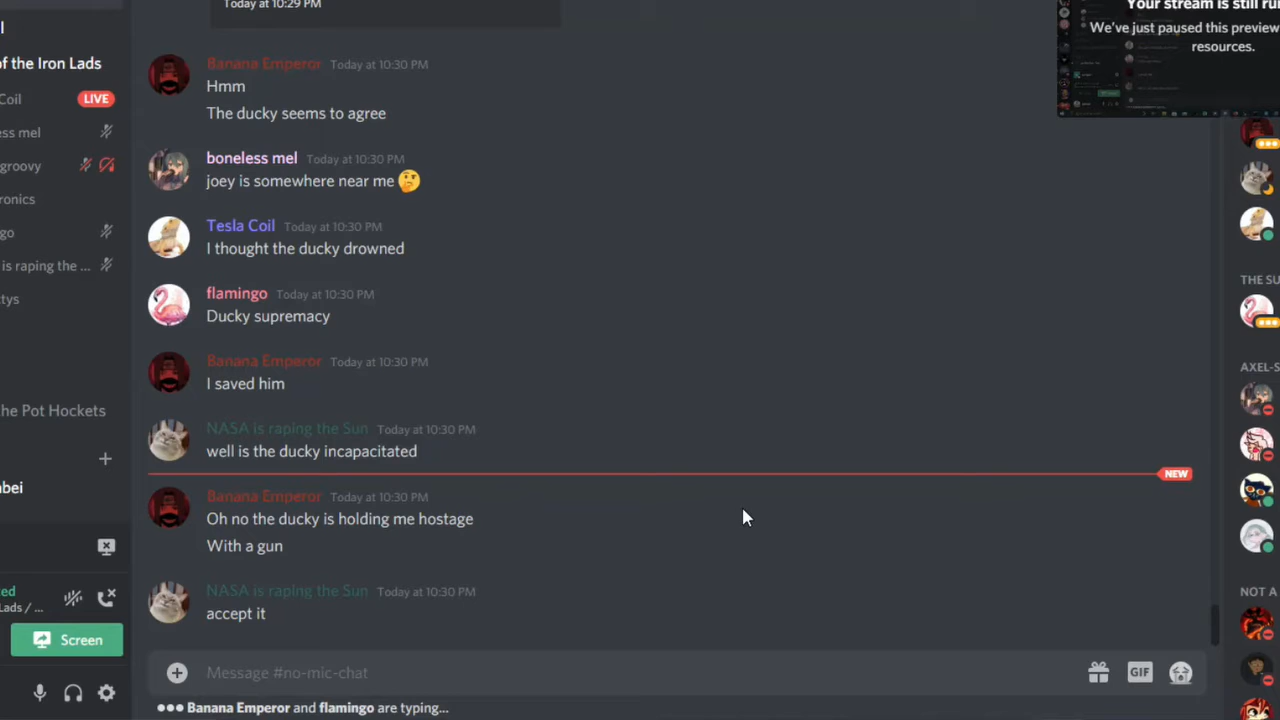 Today at 10:29 PM
Your stream is still ru
We've just paused this preview
resources.
l
of the Iron Lads
Coil LIVE
ess mel
groovy
ronics
go
is raping the ...
tys
he Pot Hockets
bei
ed
Lads / ...
Screen
Banana Emperor Today at 10:30 PM
Hmm
The ducky seems to agree
boneless mel Today at 10:30 PM
joey is somewhere near me 🤔
Tesla Coil Today at 10:30 PM
I thought the ducky drowned
flamingo Today at 10:30 PM
Ducky supremacy
Banana Emperor Today at 10:30 PM
I saved him
NASA is raping the Sun Today at 10:30 PM
well is the ducky incapacitated
NEW
Banana Emperor Today at 10:30 PM
Oh no the ducky is holding me hostage
With a gun
NASA is raping the Sun Today at 10:30 PM
accept it
Message #no-mic-chat
GIF
Banana Emperor and flamingo are typing...
THE SU
AXEL-S
NOT A